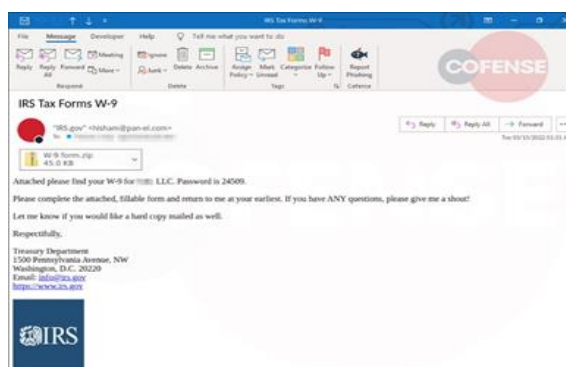 IRS Tax Forms W-9
File Message Developer Help Tell me what you want to do
Meeting Ignore
Reply Reply Forward More Junk Delete Archive Assign Mark Categorize Follow Report
All Policy Unread Up Phishing
Respond Delete Tags Cofense
COFENSE
IRS Tax Forms W-9
"IRS.gov" <hisham@pan-el.com>
To
Reply Reply All Forward
W-9 form.zip
45.0 KB
Attached please find your W-9 for LLC. Password is 24509.
Please complete the attached, fillable form and return to me at your earliest. If you have ANY questions, please give me a shout!
Let me know if you would like a hard copy mailed as well.
Respectfully,
Treasury Department
1500 Pennsylvania Avenue, NW
Washington, D.C. 20220
Email: info@irs.gov
https://www.irs.gov
IRS